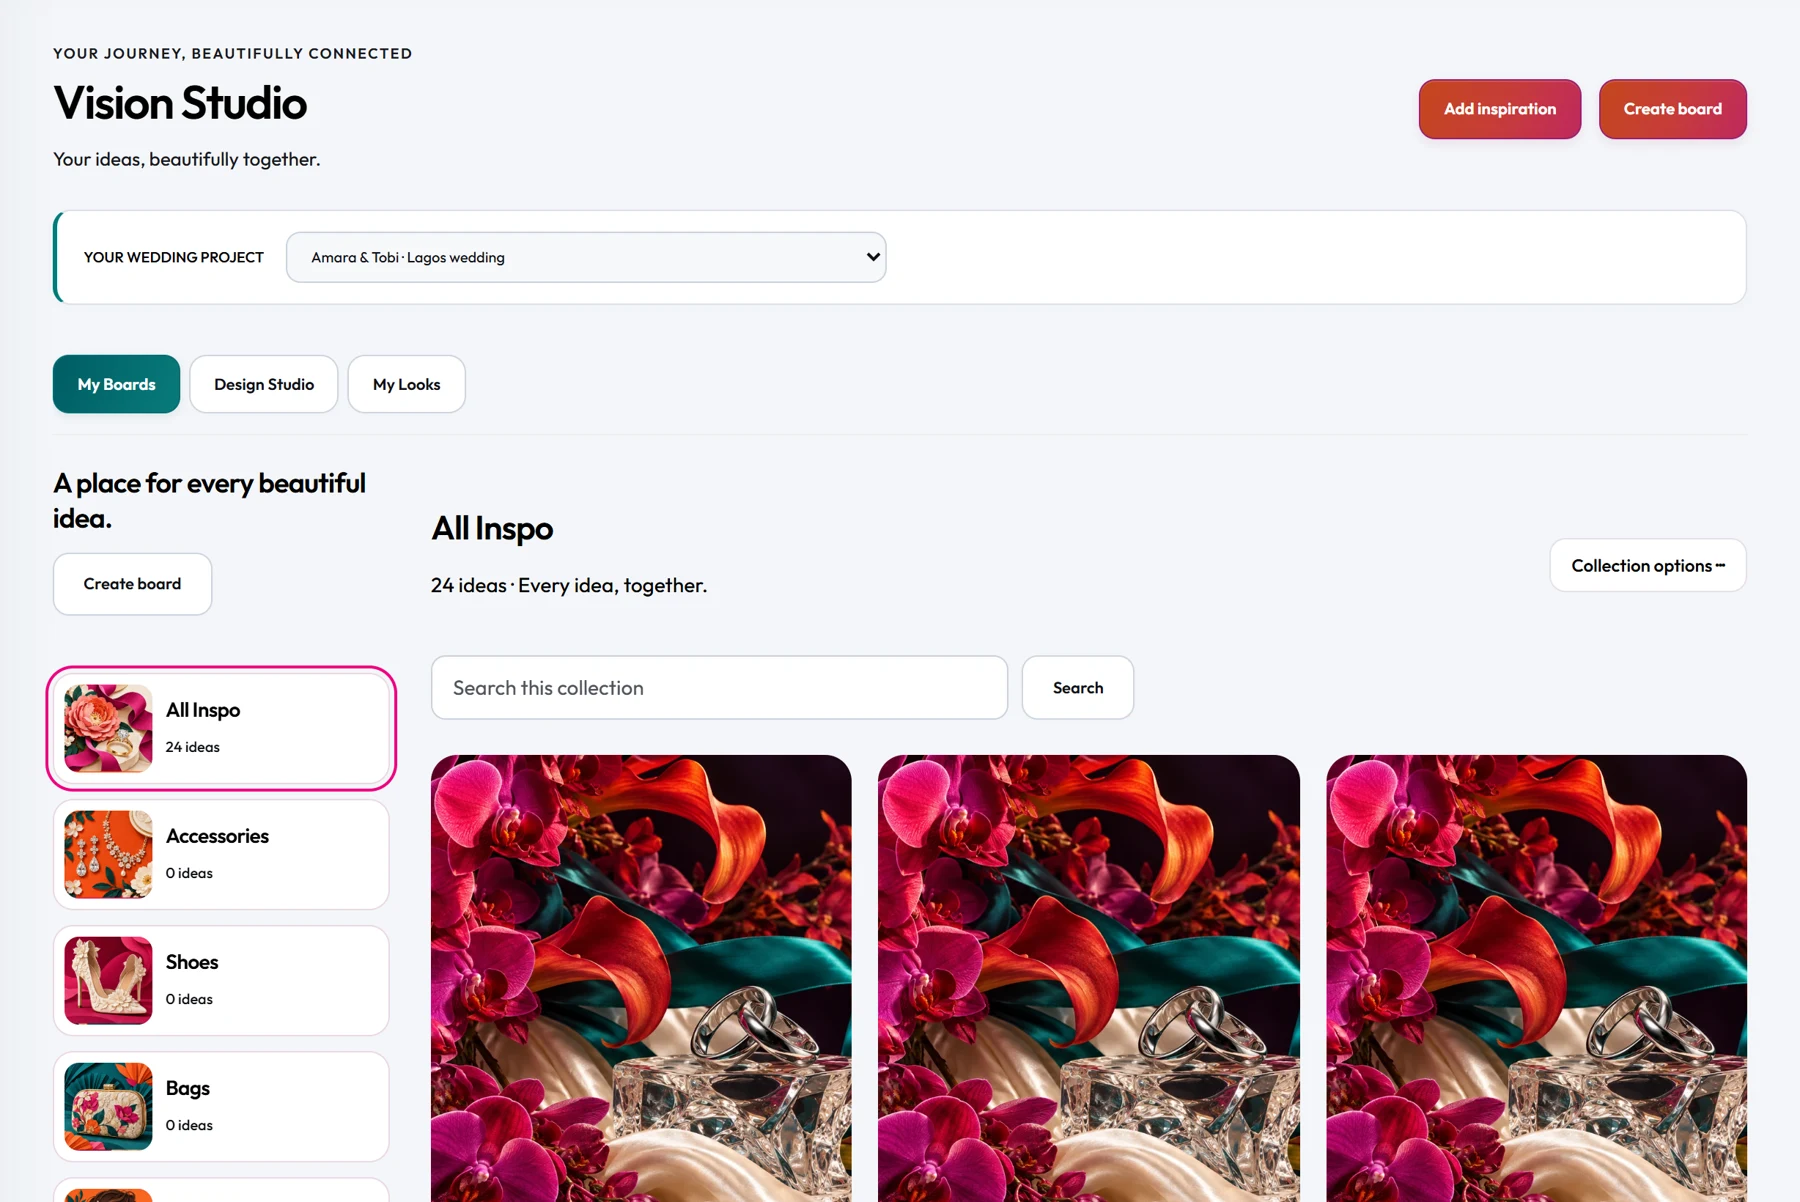 YOUR JOURNEY, BEAUTIFULLY CONNECTED
Vision Studio
Your ideas, beautifully together.
Add inspiration
Create board
YOUR WEDDING PROJECT
Amara & Tobi · Lagos wedding
My Boards
Design Studio
My Looks
A place for every beautiful
idea.
Create board
All Inspo
24 ideas · Every idea, together.
Collection options ···
Search this collection
Search
All Inspo
24 ideas
Accessories
0 ideas
Shoes
0 ideas
Bags
0 ideas